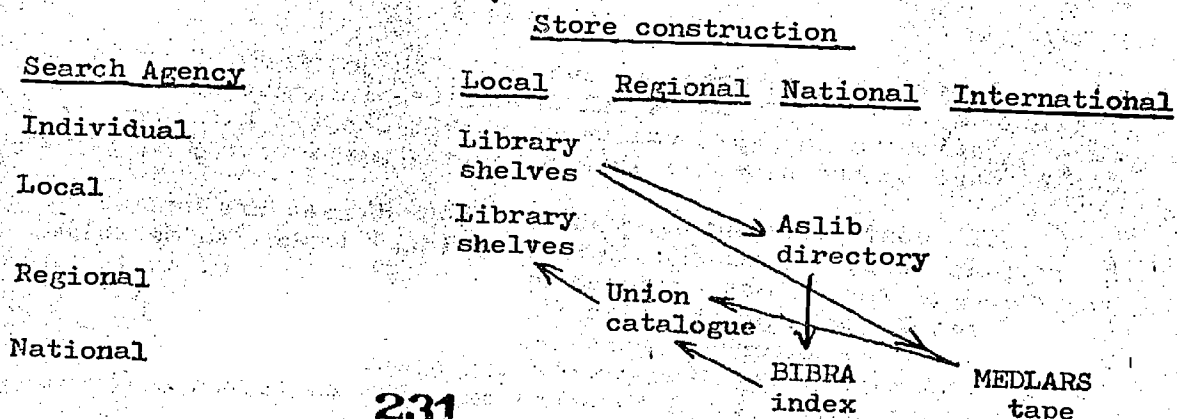 Store construction
Search Agency
Local Regional National International
Individual
Library
shelves
Local
Library
shelves
Aslib
directory
Regional
Union
catalogue
National
BIBRA
index
MEDLARS
tape
231